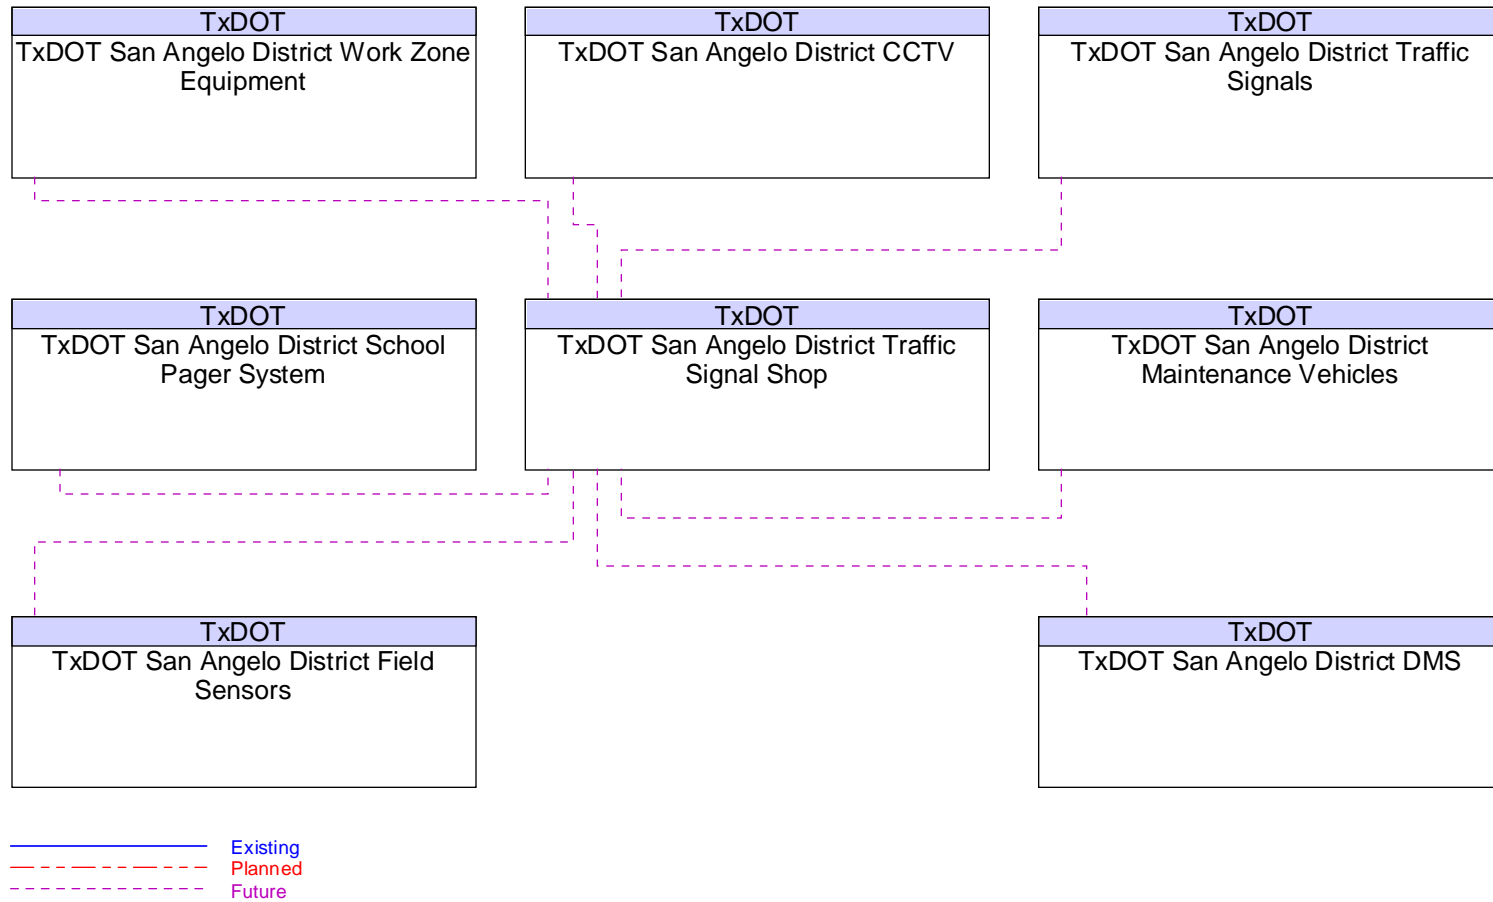 TxDOT
TxDOT San Angelo District Work Zone
Equipment
TxDOT
TxDOT San Angelo District CCTV
TxDOT
TxDOT San Angelo District Traffic
Signals
TxDOT
TxDOT San Angelo District School
Pager System
TxDOT
TxDOT San Angelo District Traffic
Signal Shop
TxDOT
TxDOT San Angelo District
Maintenance Vehicles
TxDOT
TxDOT San Angelo District Field
Sensors
TxDOT
TxDOT San Angelo District DMS
Existing
Planned
Future